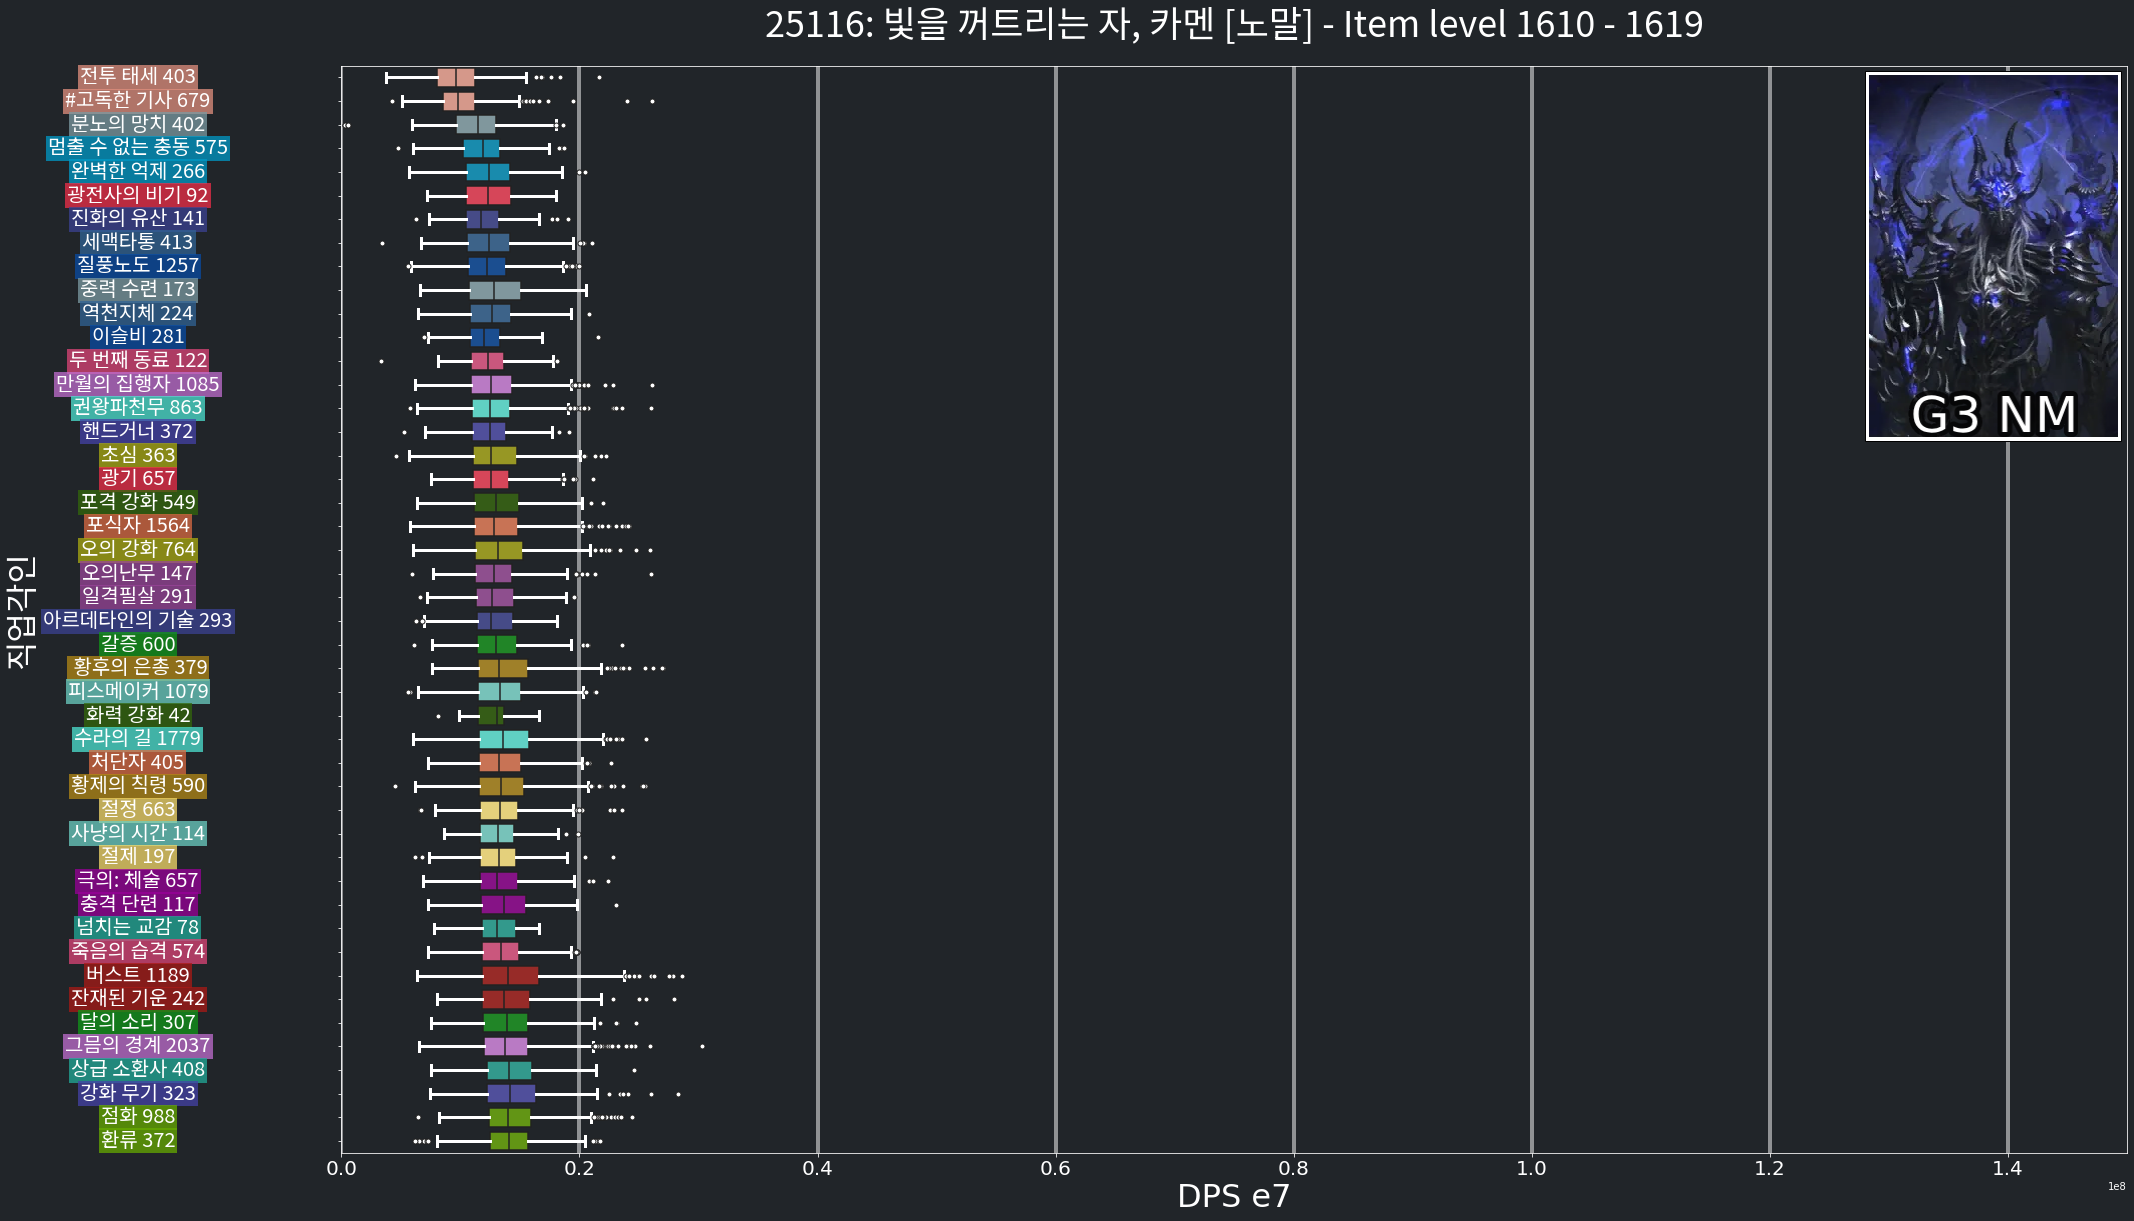 25116: 빛을 꺼트리는 자, 카멘 [노말] - Item level 1610 - 1619
전투 태세 403
#고독한 기사 679
분노의 망치 402
멈출 수 없는 충동 575
완벽한 억제 266
광전사의 비기 92
진화의 유산 141
세맥타통 413
질풍노도 1257
중력 수련 173
역천지체 224
이슬비 281
두 번째 동료 122
만월의 집행자 1085
권왕파천무 863
핸드거너 372
초심 363
광기 657
포격 강화 549
포식자 1564
오의 강화 764
오의난무 147
일격필살 291
아르데타인의 기술 293
갈증 600
황후의 은총 379
피스메이커 1079
화력 강화 42
수라의 길 1779
처단자 405
황제의 칙령 590
절정 663
사냥의 시간 114
절제 197
극의: 체술 657
충격 단련 117
넘치는 교감 78
죽음의 습격 574
버스트 1189
잔재된 기운 242
달의 소리 307
그믐의 경계 2037
상급 소환사 408
강화 무기 323
점화 988
환류 372
직업각인
G3 NM
0.0 0.2 0.4 0.6 0.8 1.0 1.2 1.4
1e8
DPS e7